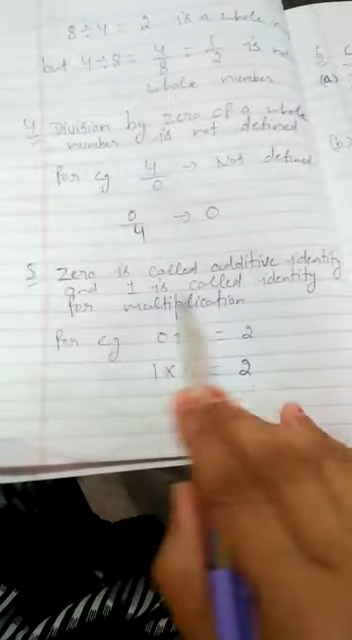 8 ÷ 4 = 2 is a whole
but 4 ÷ 8 = 4/8 = 1/2 is
whole number
4 Division by zero of a whole
number is not defined
for eg 4/0 → Not defined
0/4 → 0
5 Zero is called additive identity
and 1 is called identity
for multiplication
for eg 0+ = 2
1 x = 2
(a)
(b)